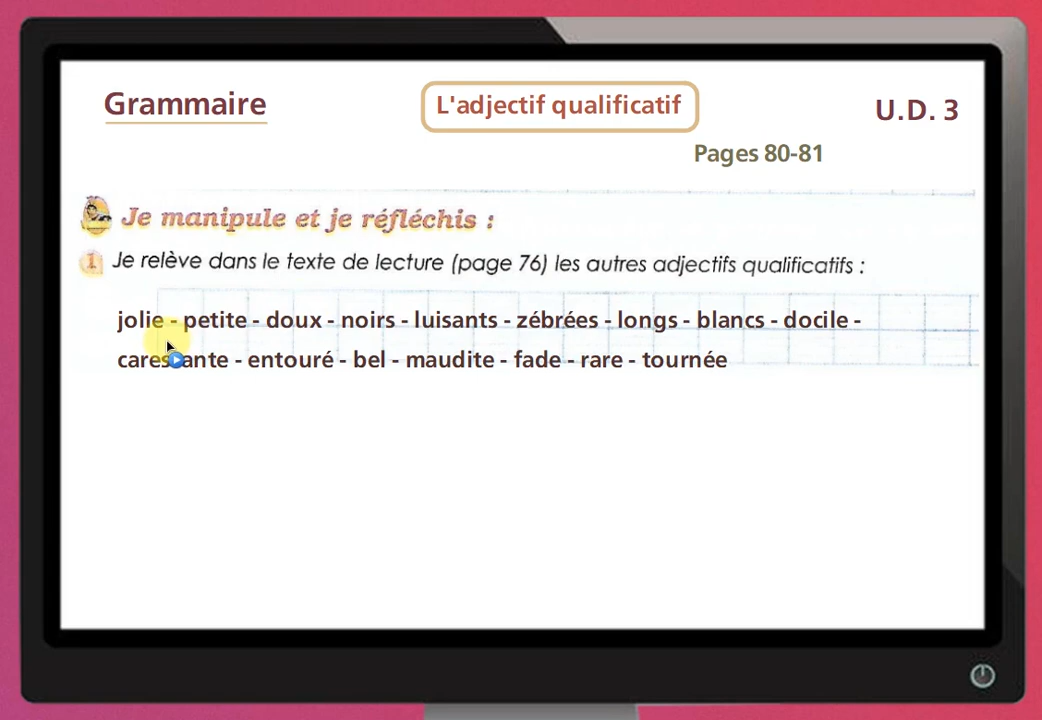 Grammaire
L'adjectif qualificatif
U.D. 3
Pages 80-81
Je manipule et je réfléchis :
1 Je relève dans le texte de lecture (page 76) les autres adjectifs qualificatifs :
jolie - petite - doux - noirs - luisants - zébrées - longs - blancs - docile -
caressante - entouré - bel - maudite - fade - rare - tournée